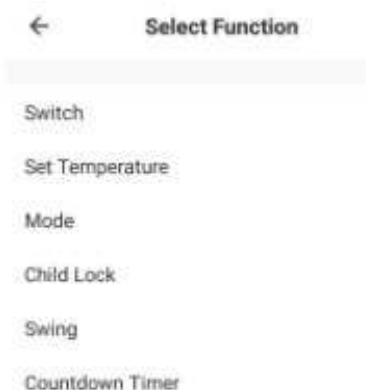 Select Function
Switch
Set Temperature
Mode
Child Lock
Swing
Countdown Timer